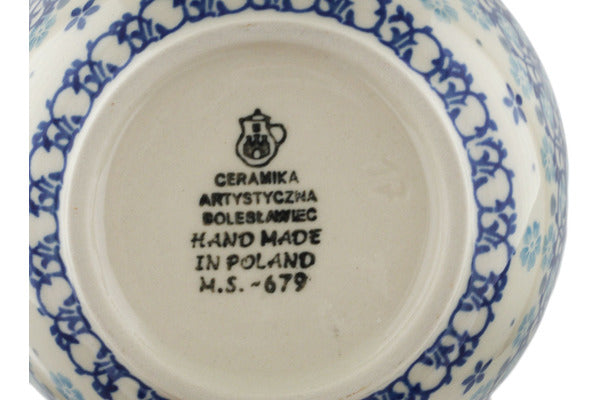 CERAMIKA
ARTYSTYCZNA
BOLESŁAWIEC
HAND MADE
IN POLAND
M.S.-679